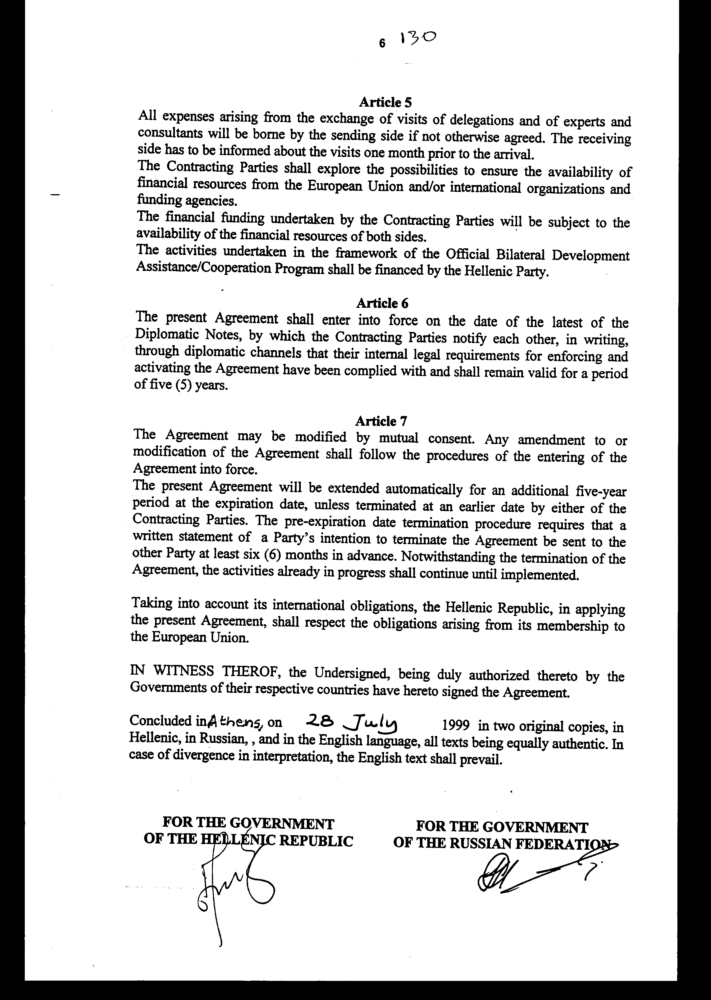 6 130
Article 5
All expenses arising from the exchange of visits of delegations and of experts and
consultants will be borne by the sending side if not otherwise agreed. The receiving
side has to be informed about the visits one month prior to the arrival.
The Contracting Parties shall explore the possibilities to ensure the availability of
financial resources from the European Union and/or international organizations and
funding agencies.
The financial funding undertaken by the Contracting Parties will be subject to the
availability of the financial resources of both sides.
The activities undertaken in the framework of the Official Bilateral Development
Assistance/Cooperation Program shall be financed by the Hellenic Party.
Article 6
The present Agreement shall enter into force on the date of the latest of the
Diplomatic Notes, by which the Contracting Parties notify each other, in writing,
through diplomatic channels that their internal legal requirements for enforcing and
activating the Agreement have been complied with and shall remain valid for a period
of five (5) years.
Article 7
The Agreement may be modified by mutual consent. Any amendment to or
modification of the Agreement shall follow the procedures of the entering of the
Agreement into force.
The present Agreement will be extended automatically for an additional five-year
period at the expiration date, unless terminated at an earlier date by either of the
Contracting Parties. The pre-expiration date termination procedure requires that a
written statement of a Party's intention to terminate the Agreement be sent to the
other Party at least six (6) months in advance. Notwithstanding the termination of the
Agreement, the activities already in progress shall continue until implemented.
Taking into account its international obligations, the Hellenic Republic, in applying
the present Agreement, shall respect the obligations arising from its membership to
the European Union.
IN WITNESS THEROF, the Undersigned, being duly authorized thereto by the
Governments of their respective countries have hereto signed the Agreement.
Concluded in Athens, on 28 July 1999 in two original copies, in
Hellenic, in Russian, , and in the English language, all texts being equally authentic. In
case of divergence in interpretation, the English text shall prevail.
FOR THE GOVERNMENT
OF THE HELLENIC REPUBLIC
FOR THE GOVERNMENT
OF THE RUSSIAN FEDERATION